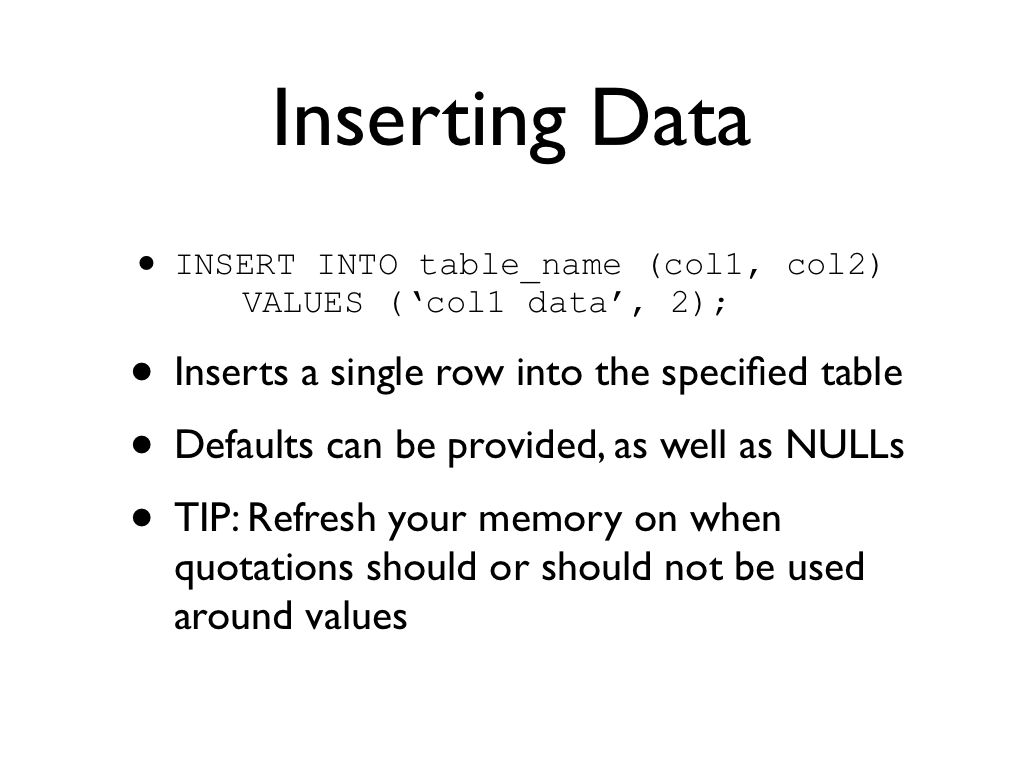 Inserting Data
• INSERT INTO table_name (col1, col2)
VALUES (‘col1 data’, 2);
• Inserts a single row into the specified table
• Defaults can be provided, as well as NULLs
• TIP: Refresh your memory on when
quotations should or should not be used
around values